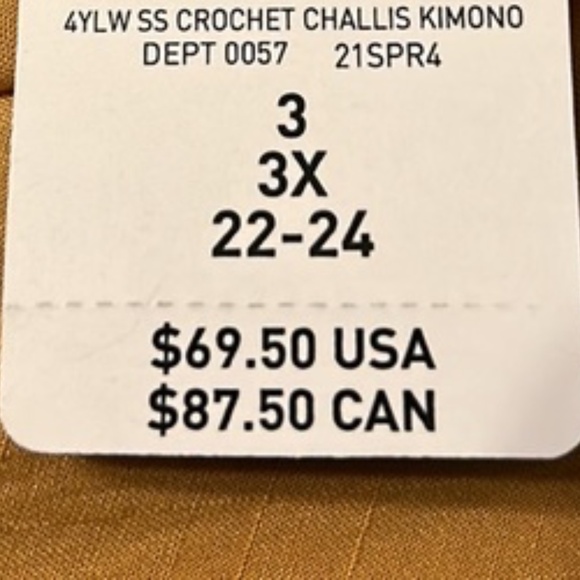 4YLW SS CROCHET CHALLIS KIMONO
DEPT 0057 21SPR4
3
3X
22-24
$69.50 USA
$87.50 CAN